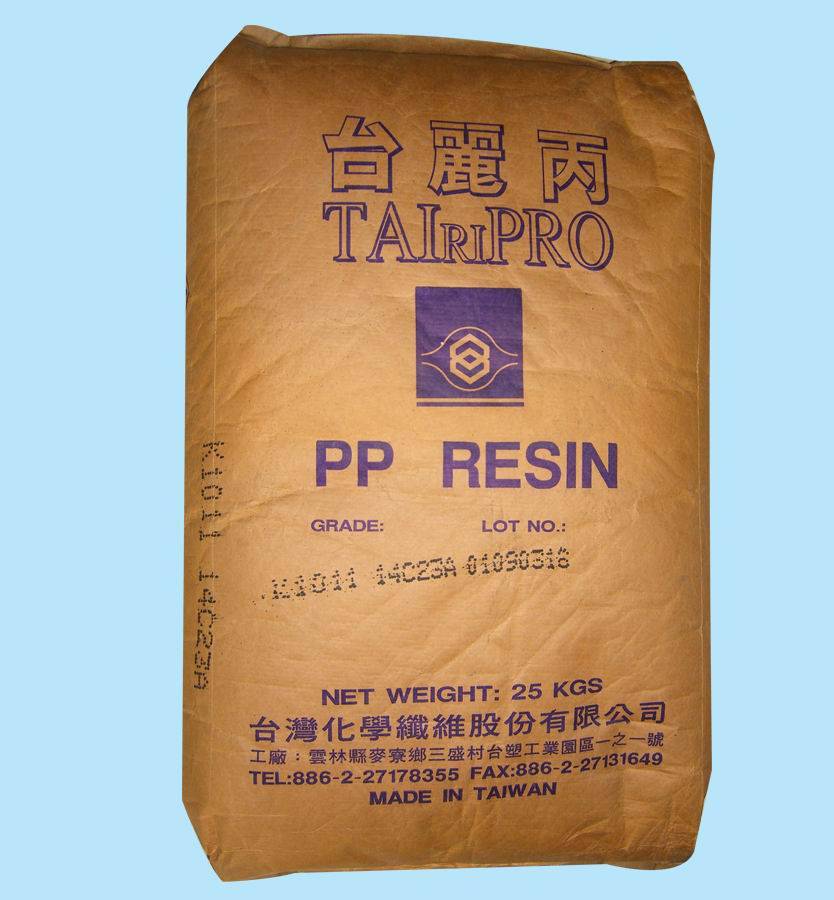 台麗丙
TAIRIPRO
PP RESIN
GRADE: LOT NO.:
K1011 14C23A 01090318
K1011 14C23A
NET WEIGHT: 25 KGS
台灣化學纖維股份有限公司
工廠：雲林縣麥寮鄉三盛村台塑工業園區一之一號
TEL:886-2-27178355 FAX:886-2-27131649
MADE IN TAIWAN